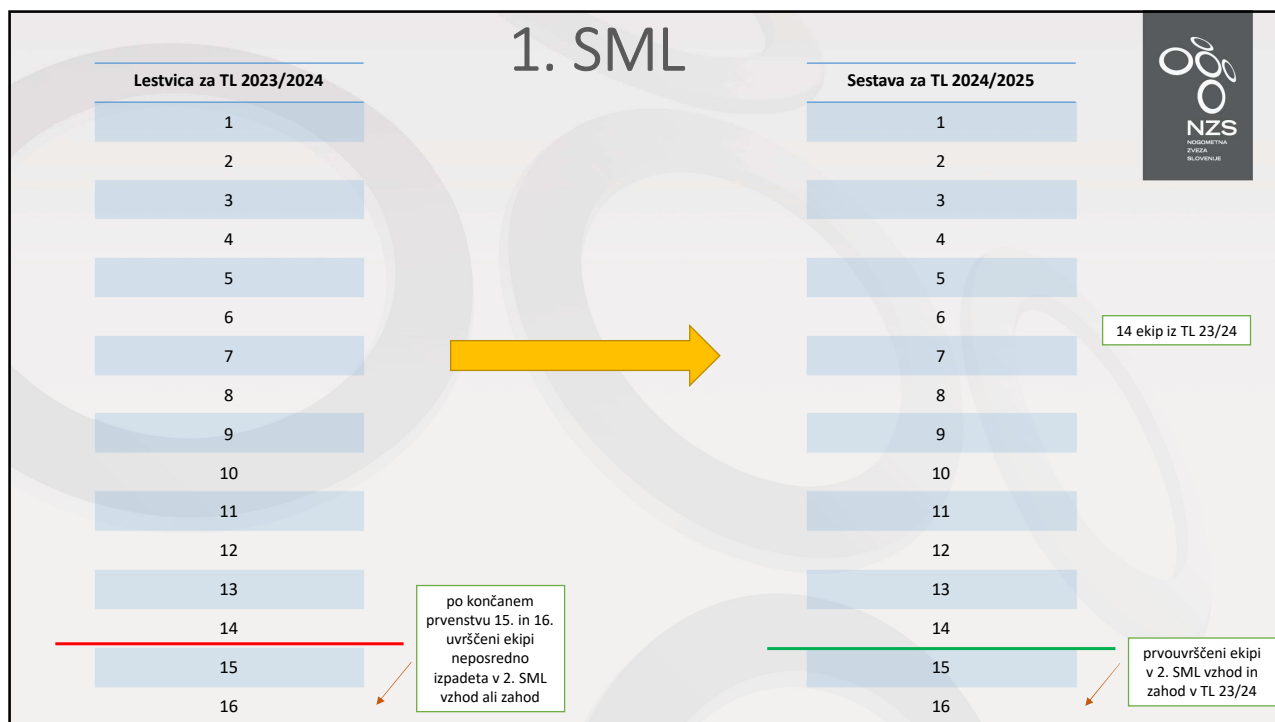 1. SML
NZS
NOGOMETNA
ZVEZA
SLOVENIJE
Lestvica za TL 2023/2024
1
2
3
4
5
6
7
8
9
10
11
12
13
14
15
16
po končanem
prvenstvu 15. in 16.
uvrščeni ekipi
neposredno
izpadeta v 2. SML
vzhod ali zahod
Sestava za TL 2024/2025
1
2
3
4
5
6
7
8
9
10
11
12
13
14
15
16
14 ekip iz TL 23/24
prvouvrščeni ekipi
v 2. SML vzhod in
zahod v TL 23/24